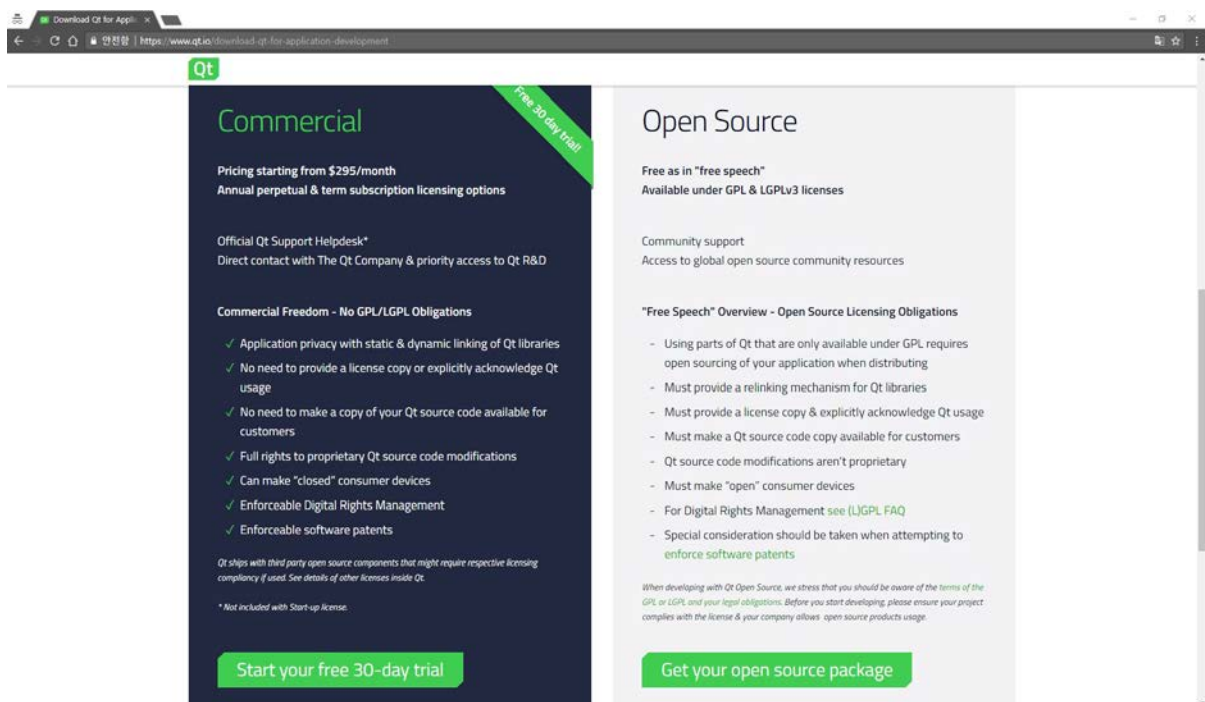 Download Qt for Applic
안전함 | https://www.qt.io/download-qt-for-application-development
Qt
Free 30 day trial!
Commercial
Pricing starting from $295/month
Annual perpetual & term subscription licensing options
Official Qt Support Helpdesk*
Direct contact with The Qt Company & priority access to Qt R&D
Commercial Freedom - No GPL/LGPL Obligations
✓ Application privacy with static & dynamic linking of Qt libraries
✓ No need to provide a license copy or explicitly acknowledge Qt
usage
✓ No need to make a copy of your Qt source code available for
customers
✓ Full rights to proprietary Qt source code modifications
✓ Can make "closed" consumer devices
✓ Enforceable Digital Rights Management
✓ Enforceable software patents
Qt ships with third party open source components that might require respective licensing
compliancy if used. See details of other licenses inside Qt.
* Not included with Start-up license.
Start your free 30-day trial
Open Source
Free as in "free speech"
Available under GPL & LGPLv3 licenses
Community support
Access to global open source community resources
"Free Speech" Overview - Open Source Licensing Obligations
- Using parts of Qt that are only available under GPL requires
open sourcing of your application when distributing
- Must provide a relinking mechanism for Qt libraries
- Must provide a license copy & explicitly acknowledge Qt usage
- Must make a Qt source code copy available for customers
- Qt source code modifications aren't proprietary
- Must make "open" consumer devices
- For Digital Rights Management see (L)GPL FAQ
- Special consideration should be taken when attempting to
enforce software patents
When developing with Qt Open Source, we stress that you should be aware of the terms of the
GPL or LGPL and your legal obligations. Before you start developing, please ensure your project
complies with the license & your company allows open source products usage.
Get your open source package